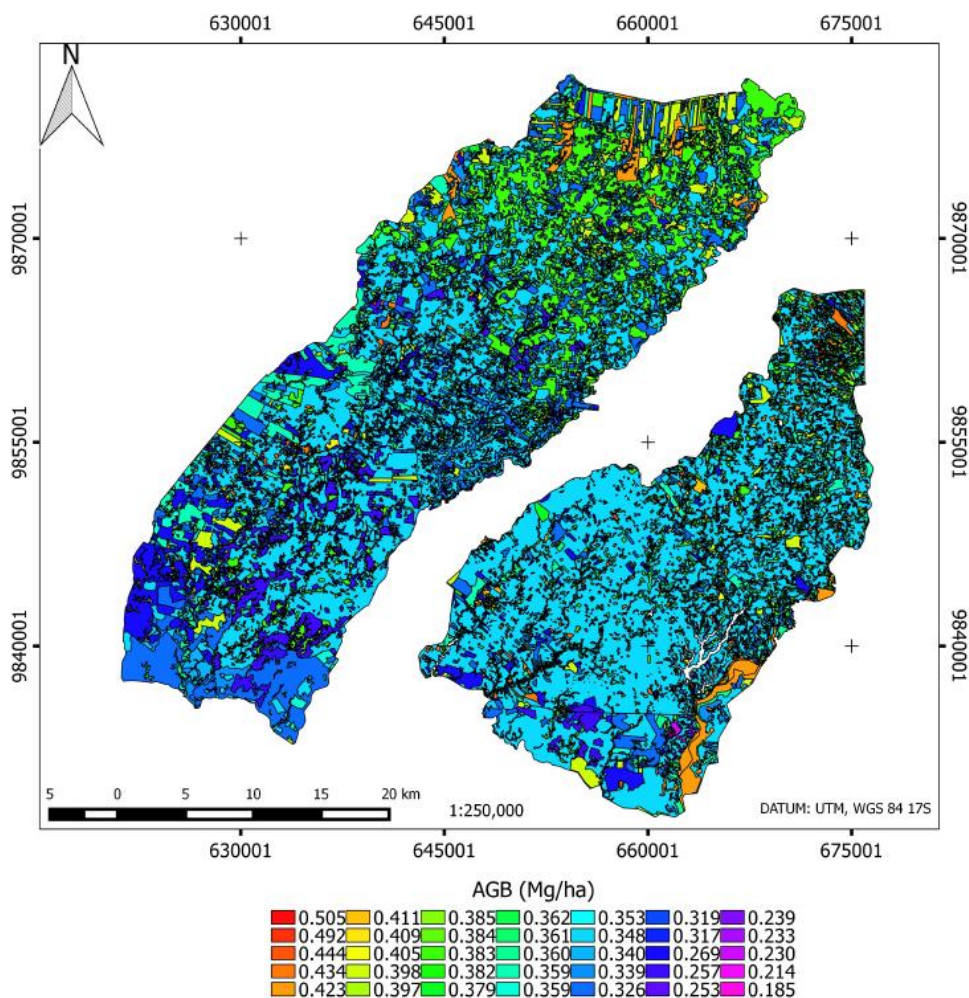 630001 645001 660001 675001
N
9870001 9870001
9855001 9855001
9840001 9840001
5 0 5 10 15 20 km
1:250,000
DATUM: UTM, WGS 84 17S
630001 645001 660001 675001
AGB (Mg/ha)
0.505 0.411 0.385 0.362 0.353 0.319 0.239
0.492 0.409 0.384 0.361 0.348 0.317 0.233
0.444 0.405 0.383 0.360 0.340 0.269 0.230
0.434 0.398 0.382 0.359 0.339 0.257 0.214
0.423 0.397 0.379 0.359 0.326 0.253 0.185